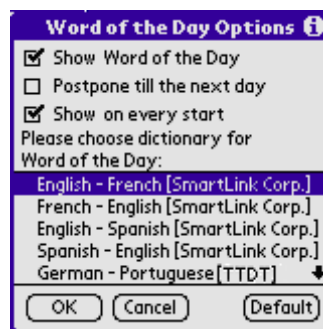 Word of the Day Options
Show Word of the Day
Postpone till the next day
Show on every start
Please choose dictionary for
Word of the Day:
English - French [SmartLink Corp.]
French - English [SmartLink Corp.]
English - Spanish [SmartLink Corp.]
Spanish - English [SmartLink Corp.]
German - Portuguese[TTDT]
OK Cancel Default